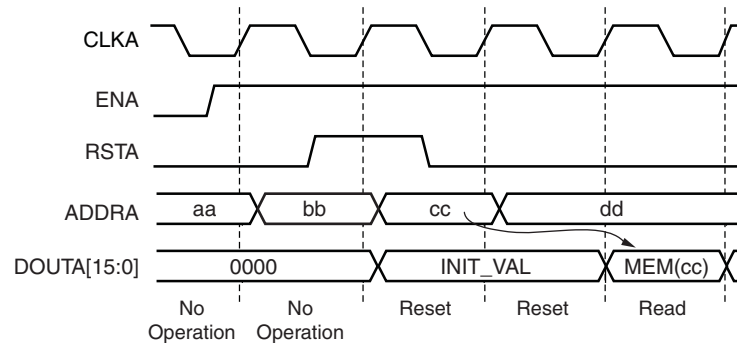 CLKA
ENA
RSTA
ADDRA aa bb cc dd
DOUTA[15:0] 0000 INIT_VAL MEM(cc)
No No Reset Reset Read
Operation Operation